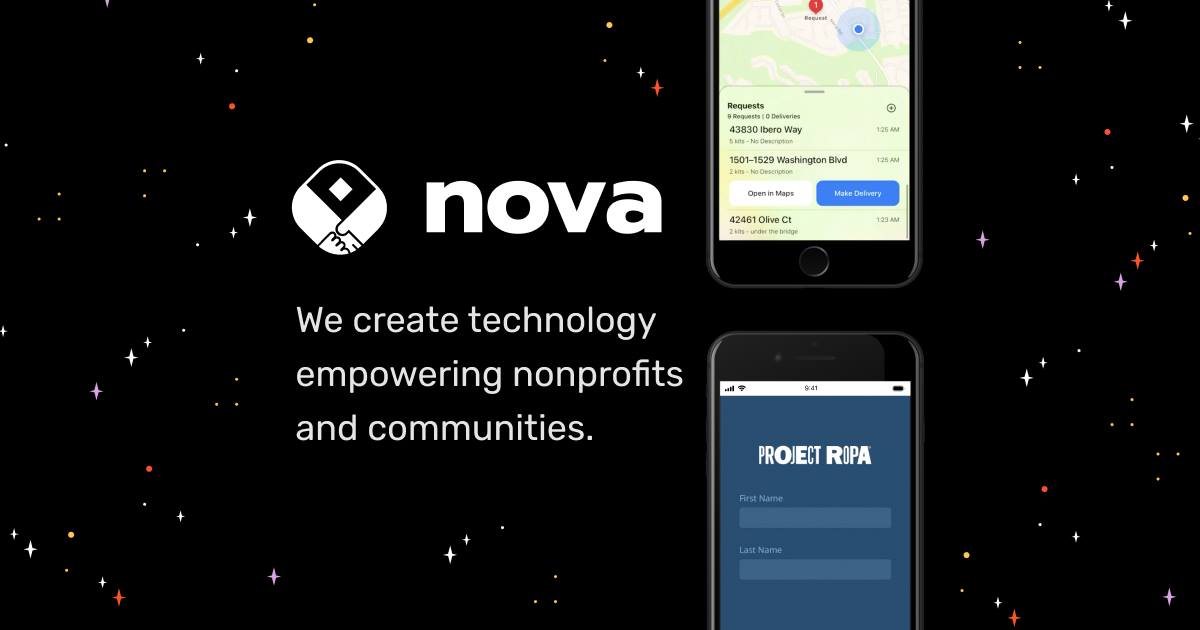 nova
We create technology
empowering nonprofits
and communities.
1
Request
Requests
9 Requests | 0 Deliveries
43830 Ibero Way 1:25 AM
5 kits - No Description
1501–1529 Washington Blvd 1:25 AM
2 kits - No Description
Open in Maps Make Delivery
42461 Olive Ct 1:23 AM
2 kits - under the bridge
9:41
PROJECT ROPA
First Name
Last Name